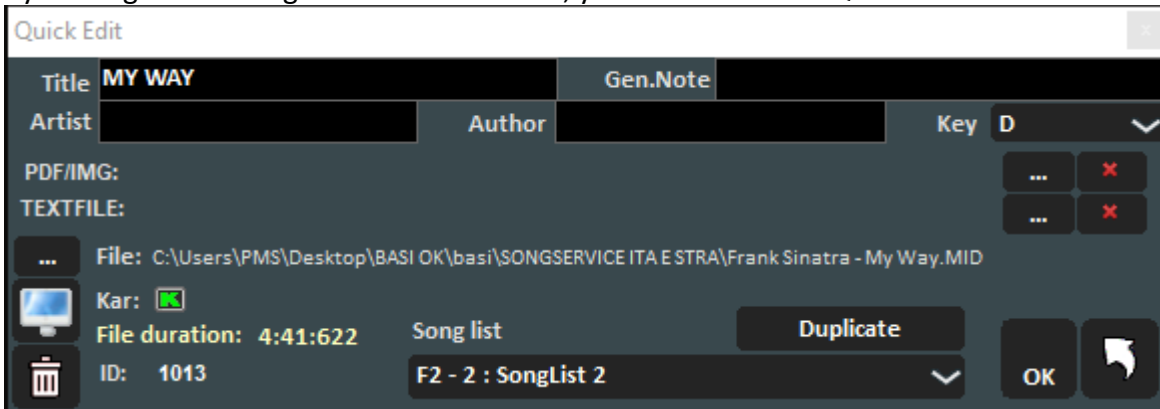 Quick Edit x
Title MY WAY Gen.Note
Artist Author Key D
PDF/IMG: ... ×
TEXTFILE: ... ×
... File: C:\Users\PMS\Desktop\BASI OK\basi\SONGSERVICE ITA E STRA\Frank Sinatra - My Way.MID
Kar: K
File duration: 4:41:622 Song list Duplicate
ID: 1013 F2 - 2 : SongList 2 OK